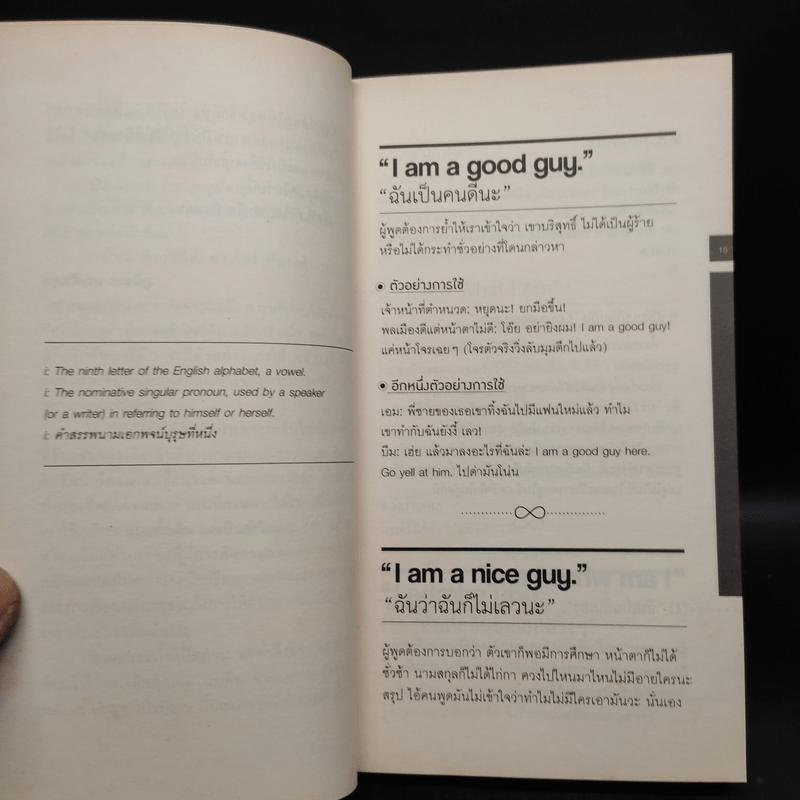 i: The ninth letter of the English alphabet, a vowel.
i: The nominative singular pronoun, used by a speaker
(or a writer) in referring to himself or herself.
i: คำสรรพนามเอกพจน์บุรุษที่หนึ่ง
“I am a good guy.”
“ฉันเป็นคนดีนะ”
ผู้พูดต้องการย้ำให้เราเข้าใจว่า เขาบริสุทธิ์ ไม่ได้เป็นผู้ร้าย
หรือไม่ได้กระทำชั่วอย่างที่โดนกล่าวหา
ตัวอย่างการใช้
เจ้าหน้าที่ตำหนวด: หยุดนะ! ยกมือขึ้น!
พลเมืองดีแต่หน้าตาไม่ดี: โอ๊ย อย่ายิงผม! I am a good guy!
แค่หน้าโจรเฉยๆ (โจรตัวจริงวิ่งลับมุมตึกไปแล้ว)
อีกหนึ่งตัวอย่างการใช้
เอม: พี่ชายของเธอเขาทิ้งฉันไปมีแฟนใหม่แล้ว ทำไม
เขาทำกับฉันยังงี้ เลว!
บีม: เฮ่ย แล้วมาลงอะไรที่ฉันล่ะ I am a good guy here.
Go yell at him. ไปด่ามันโน่น
“I am a nice guy.”
“ฉันว่าฉันก็ไม่เลวนะ”
ผู้พูดต้องการบอกว่า ตัวเขาก็พอมีการศึกษา หน้าตาก็ไม่ได้
ชั่วช้า นามสกุลก็ไม่ได้ไก่กา ควงไปไหนมาไหนไม่มีอายใครนะ
สรุป ไอ้คนพูดมันไม่เข้าใจว่าทำไมไม่มีใครเอามันวะ นั่นเอง